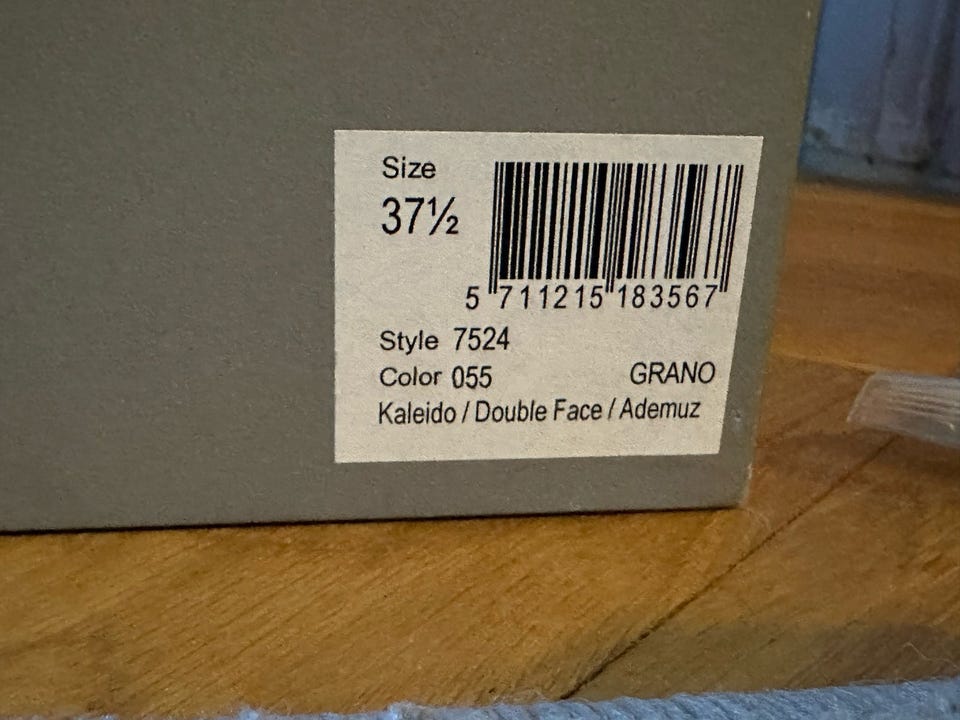 Size
37½
5 711215 183567
Style 7524
Color 055 GRANO
Kaleido / Double Face / Ademuz